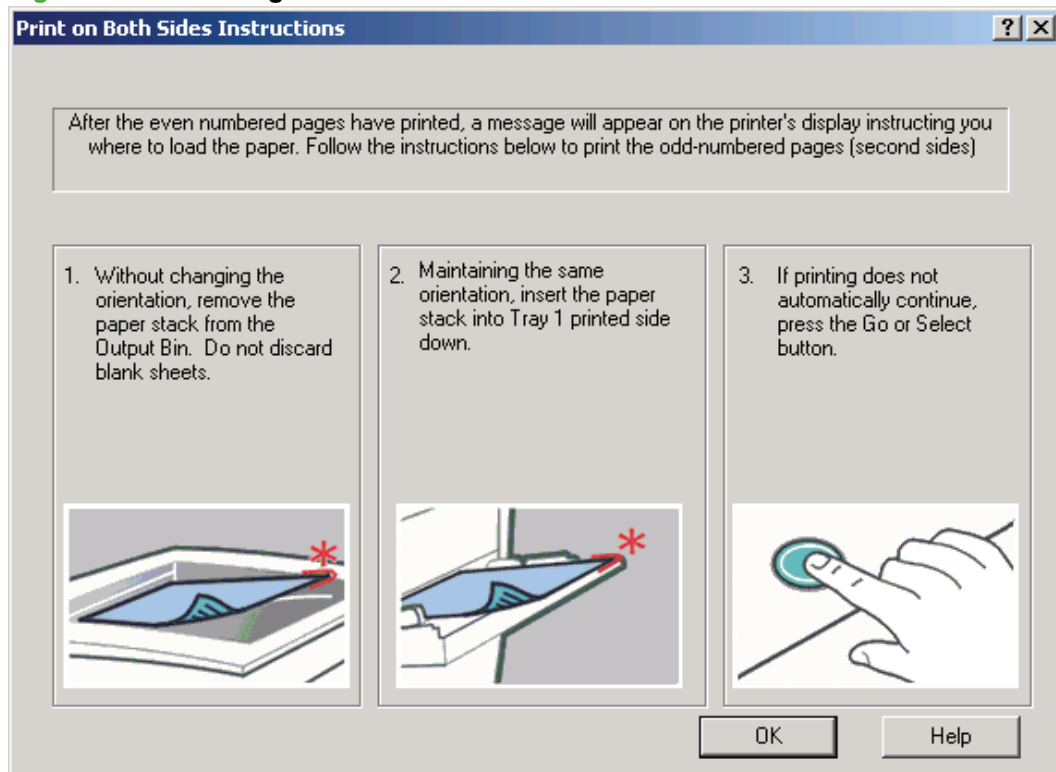 Print on Both Sides Instructions
? X
After the even numbered pages have printed, a message will appear on the printer's display instructing you
where to load the paper. Follow the instructions below to print the odd-numbered pages (second sides)
1. Without changing the
orientation, remove the
paper stack from the
Output Bin. Do not discard
blank sheets.
2. Maintaining the same
orientation, insert the paper
stack into Tray 1 printed side
down.
3. If printing does not
automatically continue,
press the Go or Select
button.
OK Help